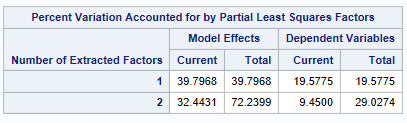 Percent Variation Accounted for by Partial Least Squares Factors
Number of Extracted Factors Model Effects Dependent Variables
Current Total Current Total
1 39.7968 39.7968 19.5775 19.5775
2 32.4431 72.2399 9.4500 29.0274